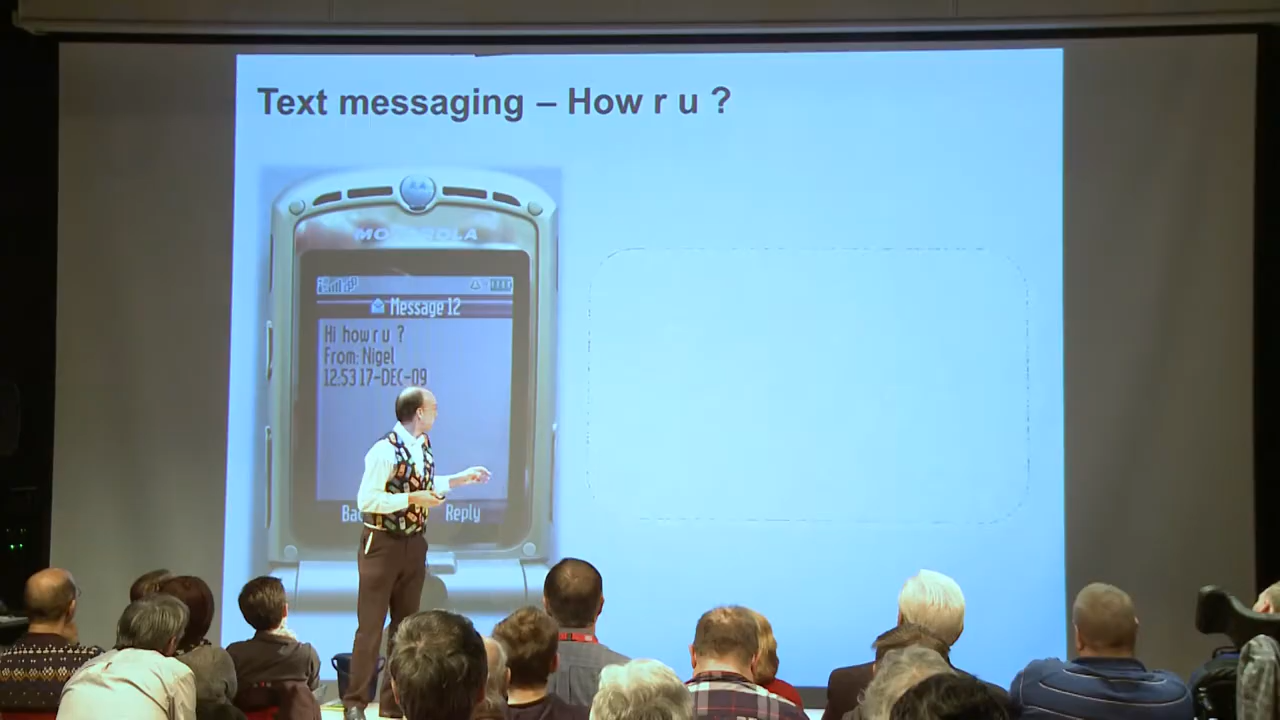 Text messaging – How r u ?
MOTOROLA
Message 12
Hi how r u ?
From: Nigel
12:53 17-DEC-09
Reply